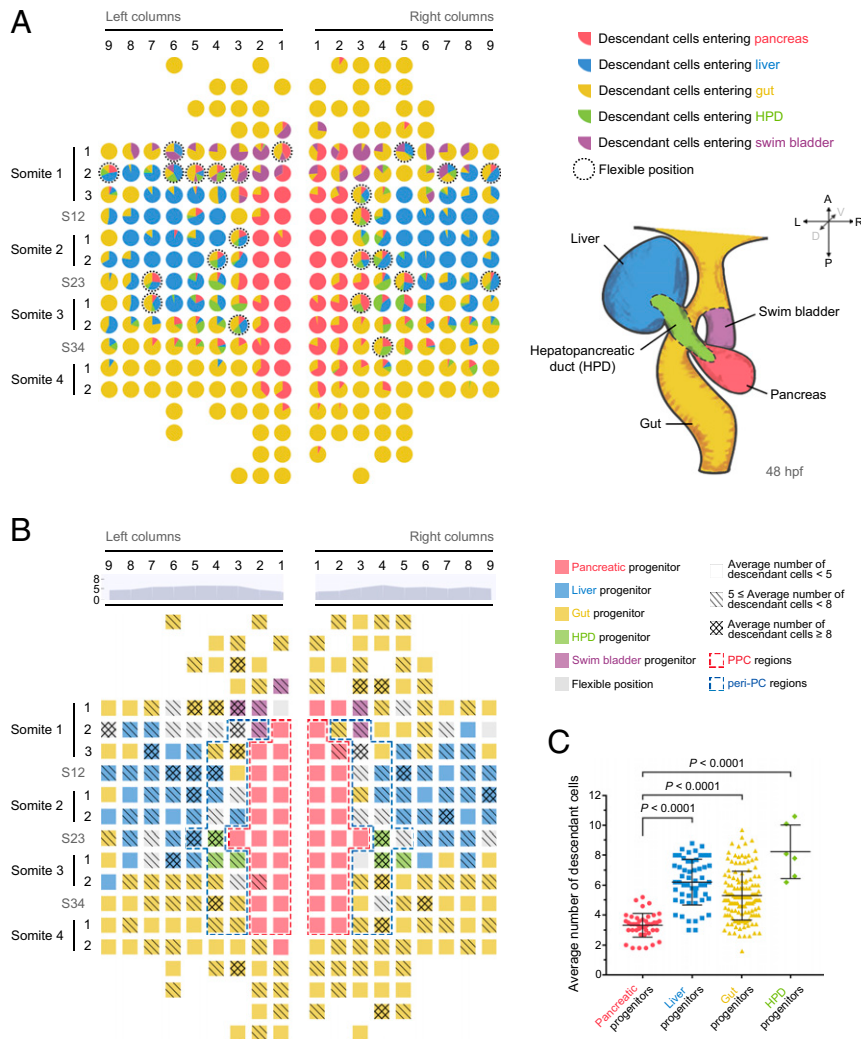 A
Left columns
Right columns
9 8 7 6 5 4 3 2 1
1 2 3 4 5 6 7 8 9
Somite 1
1
2
3
S12
Somite 2
1
2
S23
Somite 3
1
2
S34
Somite 4
1
2
Descendant cells entering pancreas
Descendant cells entering liver
Descendant cells entering gut
Descendant cells entering HPD
Descendant cells entering swim bladder
Flexible position
A
V
L
R
D
P
Liver
Swim bladder
Hepatopancreatic
duct (HPD)
Pancreas
Gut
48 hpf
B
Left columns
Right columns
9 8 7 6 5 4 3 2 1
1 2 3 4 5 6 7 8 9
8
5
0
Somite 1
1
2
3
S12
Somite 2
1
2
S23
Somite 3
1
2
S34
Somite 4
1
2
Pancreatic progenitor
Liver progenitor
Gut progenitor
HPD progenitor
Swim bladder progenitor
Flexible position
Average number of
descendant cells < 5
5 ≤ Average number of
descendant cells < 8
Average number of
descendant cells ≥ 8
PPC regions
peri-PC regions
C
P < 0.0001
P < 0.0001
P < 0.0001
Average number of descendant cells
12
11
10
9
8
7
6
5
4
3
2
1
0
Pancreatic
progenitors
Liver
progenitors
Gut
progenitors
HPD
progenitors